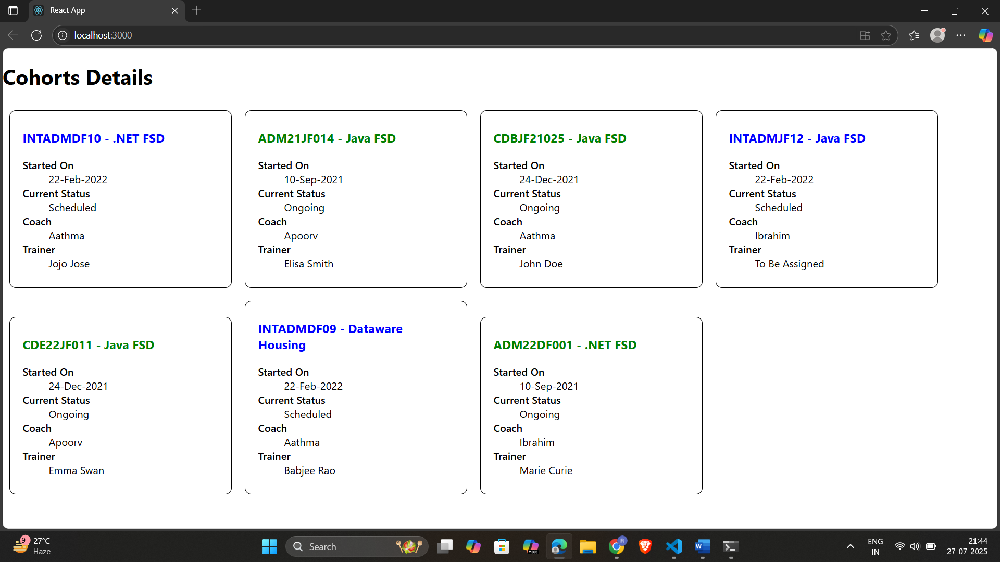 React App
localhost:3000
Cohorts Details
INTADMDF10 - .NET FSD
Started On
22-Feb-2022
Current Status
Scheduled
Coach
Aathma
Trainer
Jojo Jose
ADM21JF014 - Java FSD
Started On
10-Sep-2021
Current Status
Ongoing
Coach
Apoorv
Trainer
Elisa Smith
CDBJF21025 - Java FSD
Started On
24-Dec-2021
Current Status
Ongoing
Coach
Aathma
Trainer
John Doe
INTADMJF12 - Java FSD
Started On
22-Feb-2022
Current Status
Scheduled
Coach
Ibrahim
Trainer
To Be Assigned
CDE22JF011 - Java FSD
Started On
24-Dec-2021
Current Status
Ongoing
Coach
Apoorv
Trainer
Emma Swan
INTADMDF09 - Dataware
Housing
Started On
22-Feb-2022
Current Status
Scheduled
Coach
Aathma
Trainer
Babjee Rao
ADM22DF001 - .NET FSD
Started On
10-Sep-2021
Current Status
Ongoing
Coach
Ibrahim
Trainer
Marie Curie
9+
27°C
Haze
Search
M365
R
W
ENG
IN
21:44
27-07-2025